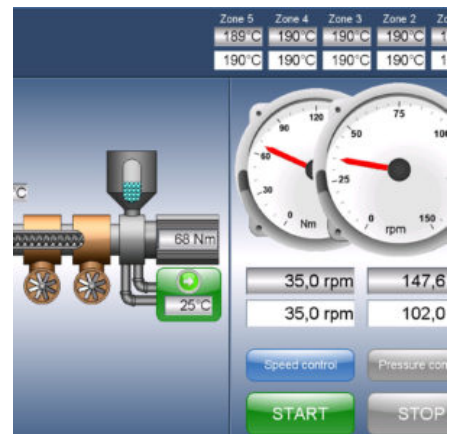 Zone 5 Zone 4 Zone 3 Zone 2
189°C 190°C 190°C 190°C
190°C 190°C 190°C 190°C
120 75
90 50 100
60
30 25
0 Nm 0 rpm 150
°C
68 Nm
25°C
35,0 rpm 147,6
35,0 rpm 102,0
Speed control Pressure con
START STOP